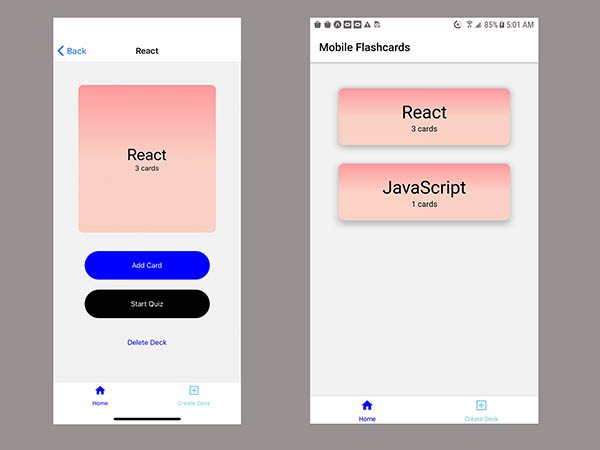 Back
React
React
3 cards
Add Card
Start Quiz
Delete Deck
Home
Create Deck
85% 5:01 AM
Mobile Flashcards
React
3 cards
JavaScript
1 cards
Home
Create Deck